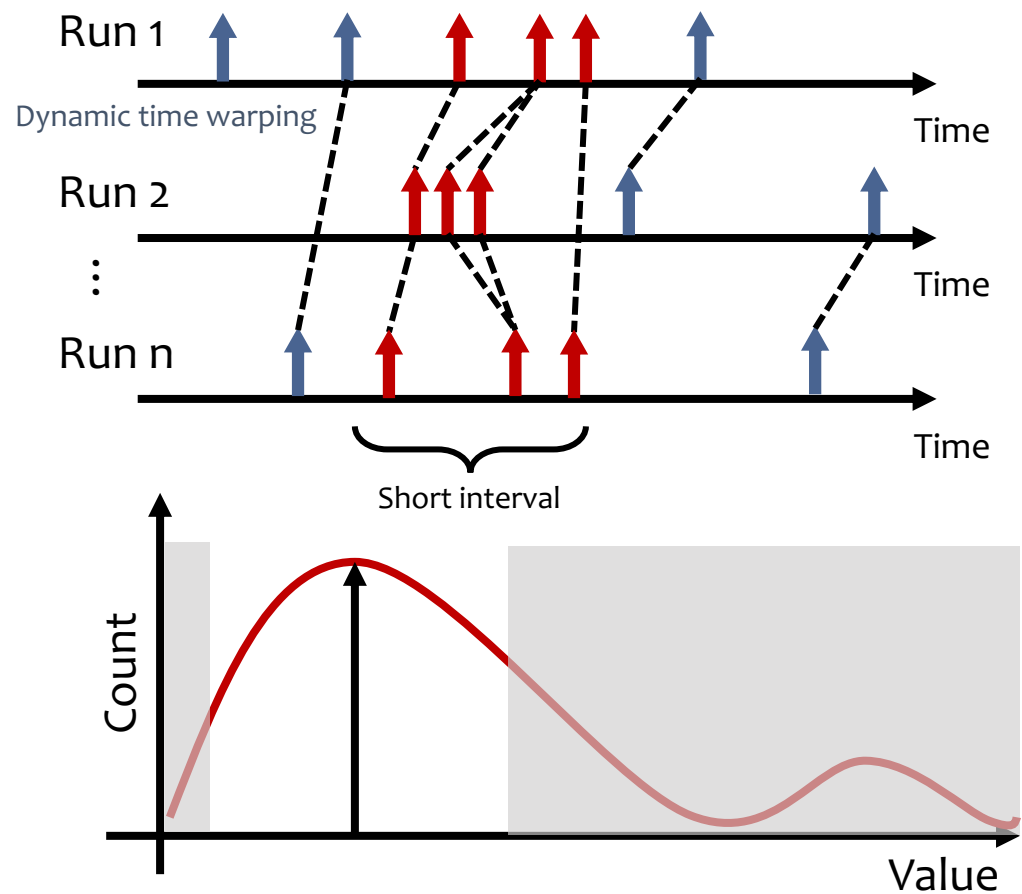 Run 1
Dynamic time warping
Time
Run 2
Time
⋮
Run n
Time
Short interval
Count
Value